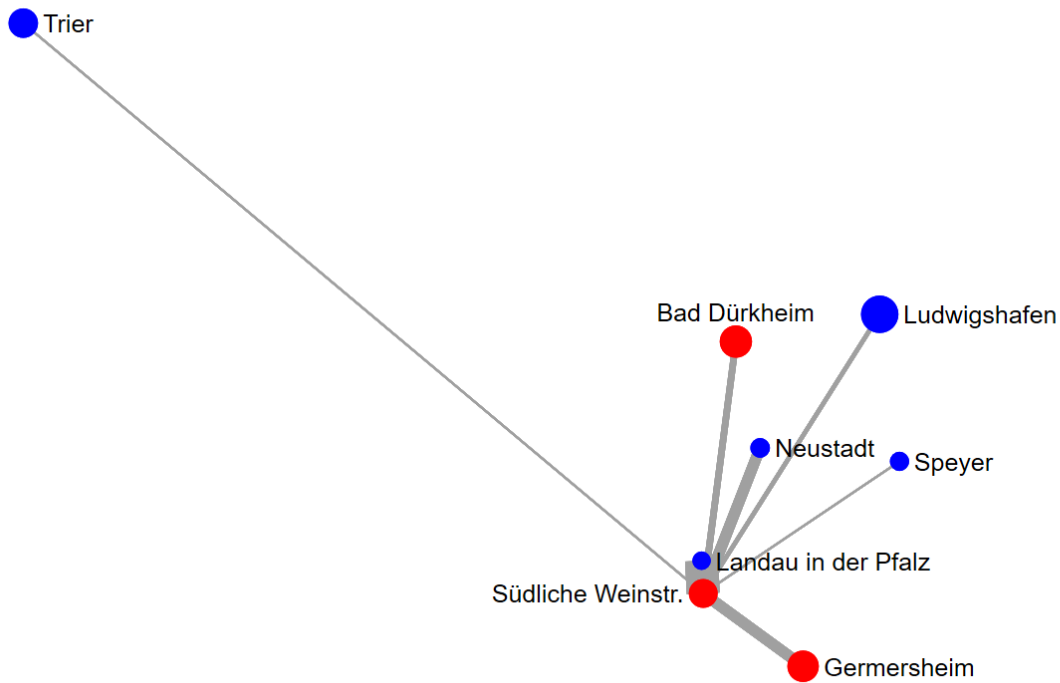 Trier
Bad Dürkheim
Ludwigshafen
Neustadt
Speyer
Landau in der Pfalz
Südliche Weinstr.
Germersheim